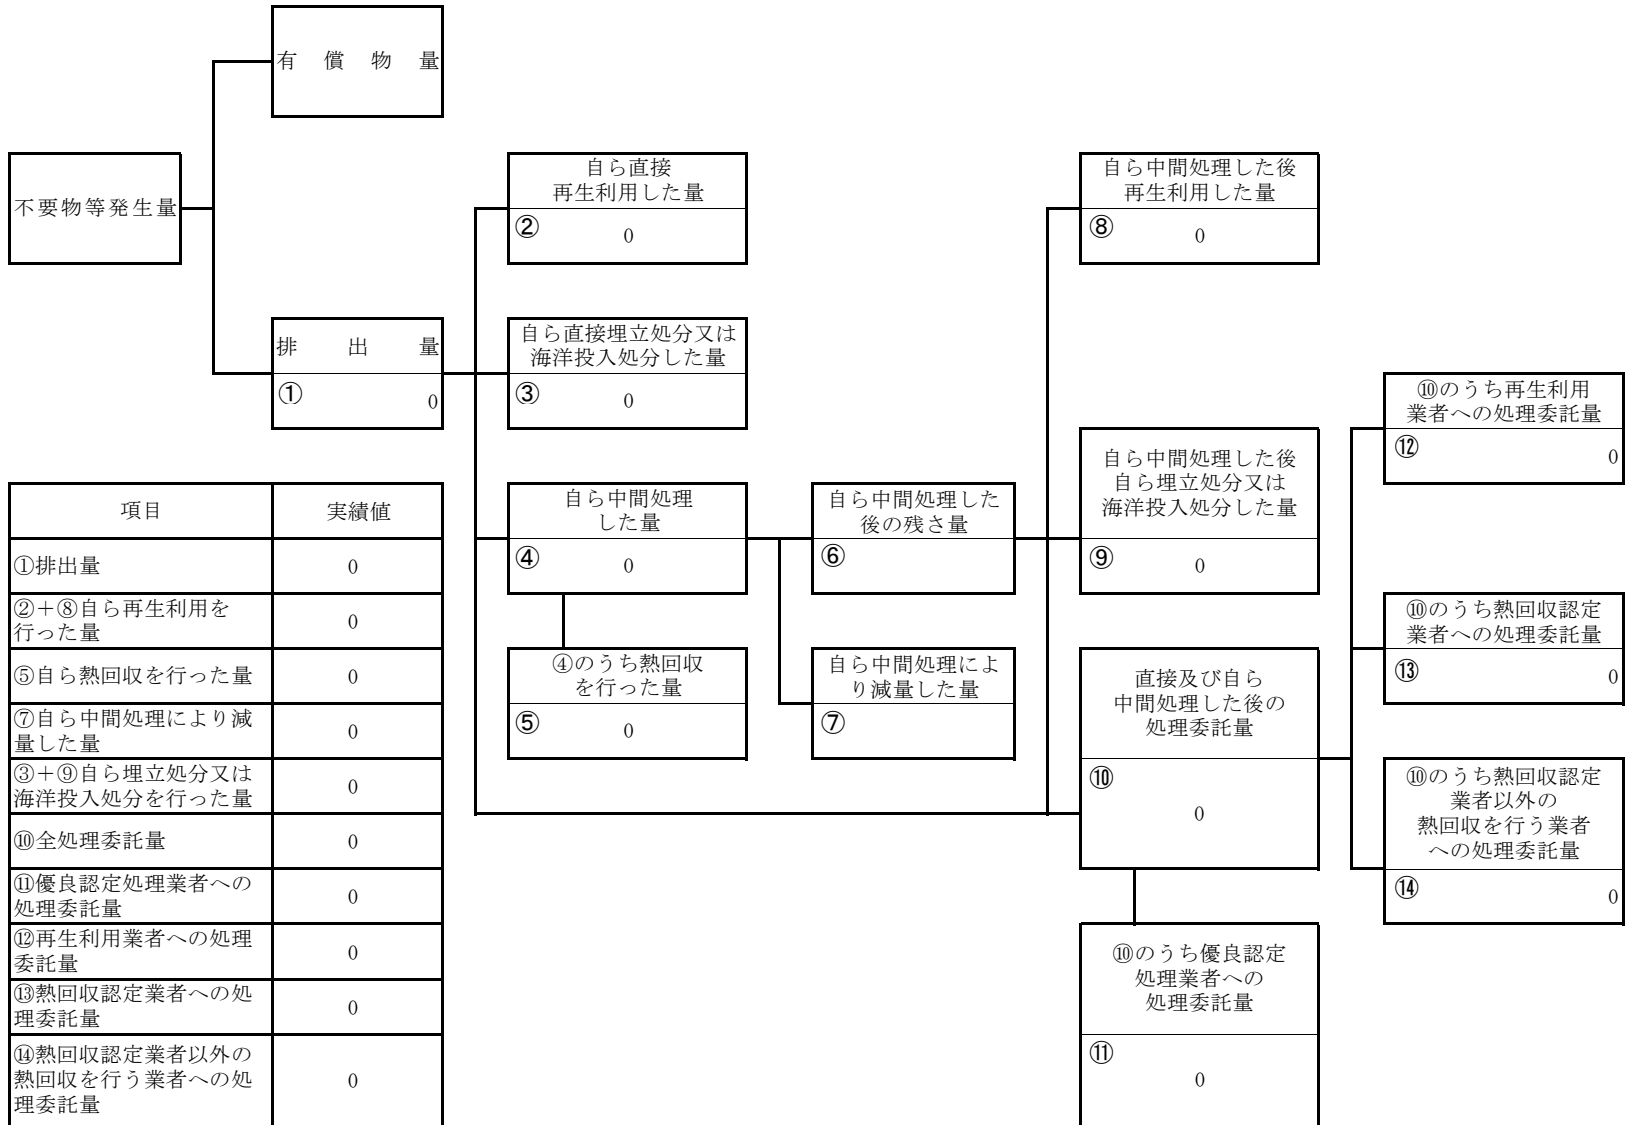 有償物量
不要物等発生量
排出量
①
0
自ら直接
再生利用した量
②
0
自ら直接埋立処分又は
海洋投入処分した量
③
0
自ら中間処理
した量
④
0
④のうち熱回収
を行った量
⑤
0
自ら中間処理した
後の残さ量
⑥
自ら中間処理によ
り減量した量
⑦
自ら中間処理した後
再生利用した量
⑧
0
自ら中間処理した後
自ら埋立処分又は
海洋投入処分した量
⑨
0
直接及び自ら
中間処理した後の
処理委託量
⑩
0
⑩のうち優良認定
処理業者への
処理委託量
⑪
0
⑩のうち再生利用
業者への処理委託量
⑫
0
⑩のうち熱回収認定
業者への処理委託量
⑬
0
⑩のうち熱回収認定
業者以外の
熱回収を行う業者
への処理委託量
⑭
0
項目 実績値
①排出量 0
②＋⑧自ら再生利用を
行った量
0
⑤自ら熱回収を行った量 0
⑦自ら中間処理により減
量した量
0
③＋⑨自ら埋立処分又は
海洋投入処分を行った量
0
⑩全処理委託量 0
⑪優良認定処理業者への
処理委託量
0
⑫再生利用業者への処理
委託量
0
⑬熱回収認定業者への処
理委託量
0
⑭熱回収認定業者以外の
熱回収を行う業者への処
理委託量
0